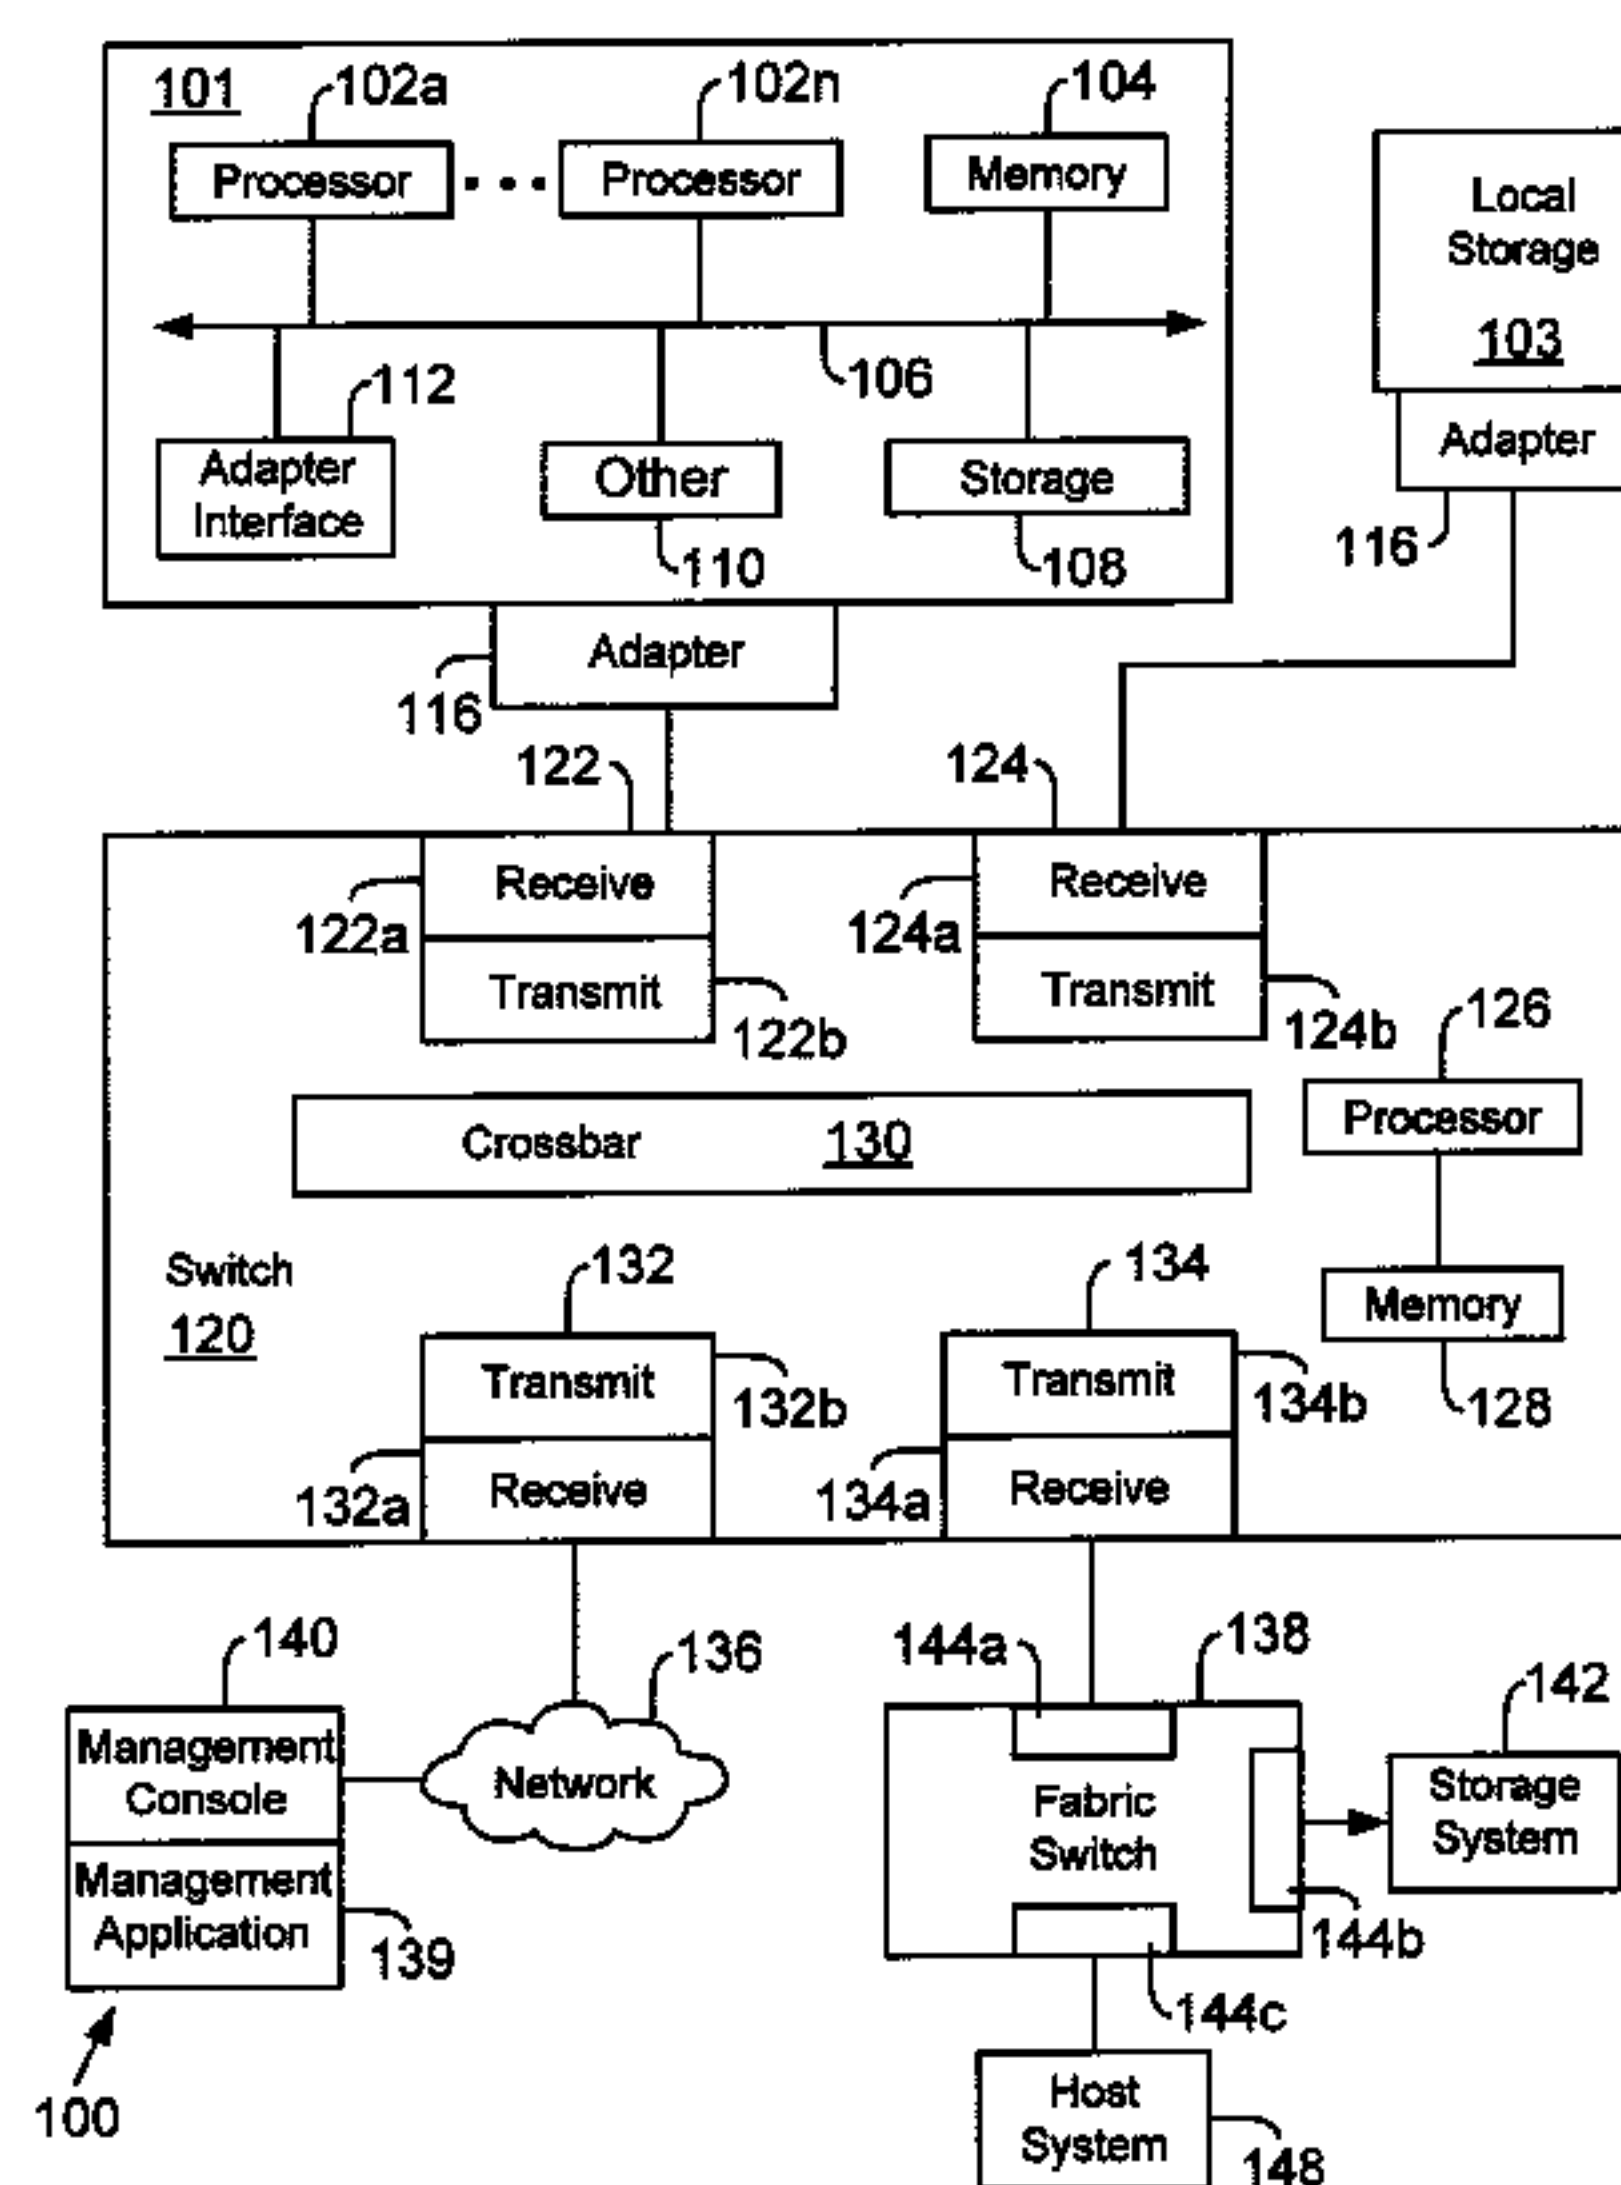 101
102a
102n
104
Processor
Processor
Memory
Local
Storage
103
106
112
Adapter
Interface
Other
Storage
Adapter
110
108
116
Adapter
116
122
124
Receive
Receive
122a
124a
Transmit
Transmit
122b
124b
126
Processor
Crossbar 130
Switch
120
132
134
Memory
Transmit
Transmit
132b
134b
128
Receive
Receive
132a
134a
140
136
144a
138
142
Management
Console
Network
Fabric
Switch
Storage
System
Management
Application
139
144b
144c
100
Host
System
148